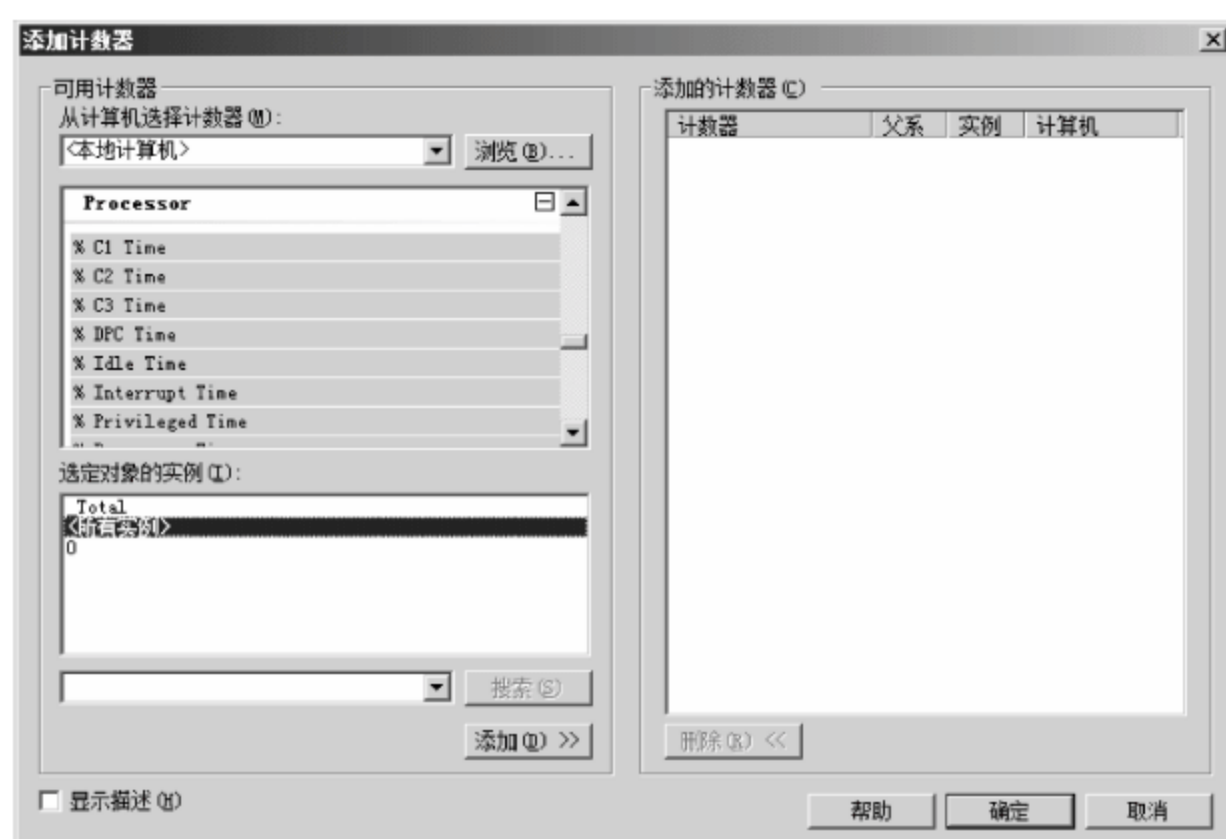 添加计数器
可用计数器
从计算机选择计数器(M):
<本地计算机>
浏览(B)...
Processor
% C1 Time
% C2 Time
% C3 Time
% DPC Time
% Idle Time
% Interrupt Time
% Privileged Time
选定对象的实例(I):
_Total
<所有实例>
0
搜索(S)
添加(D) >>
显示描述(H)
添加的计数器(C)
计数器 父系 实例 计算机
删除(R) <<
帮助 确定 取消